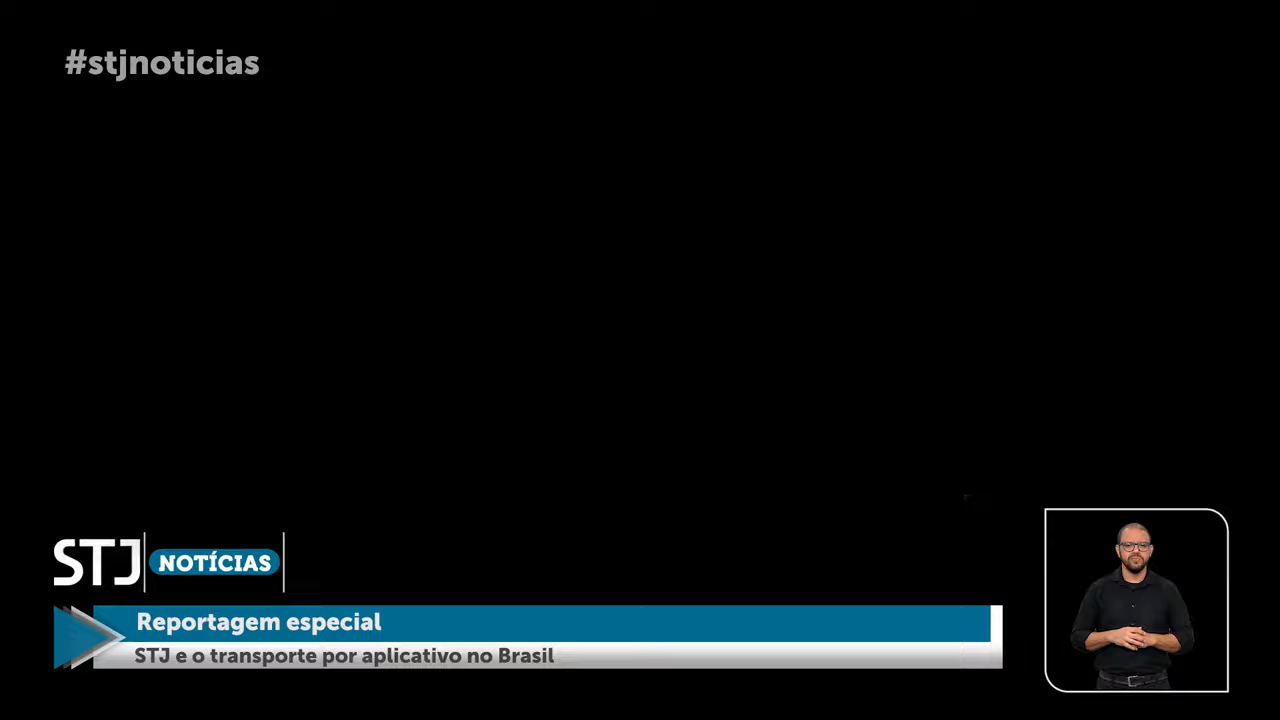 #stjnoticias
STJ NOTÍCIAS
Reportagem especial
STJ e o transporte por aplicativo no Brasil